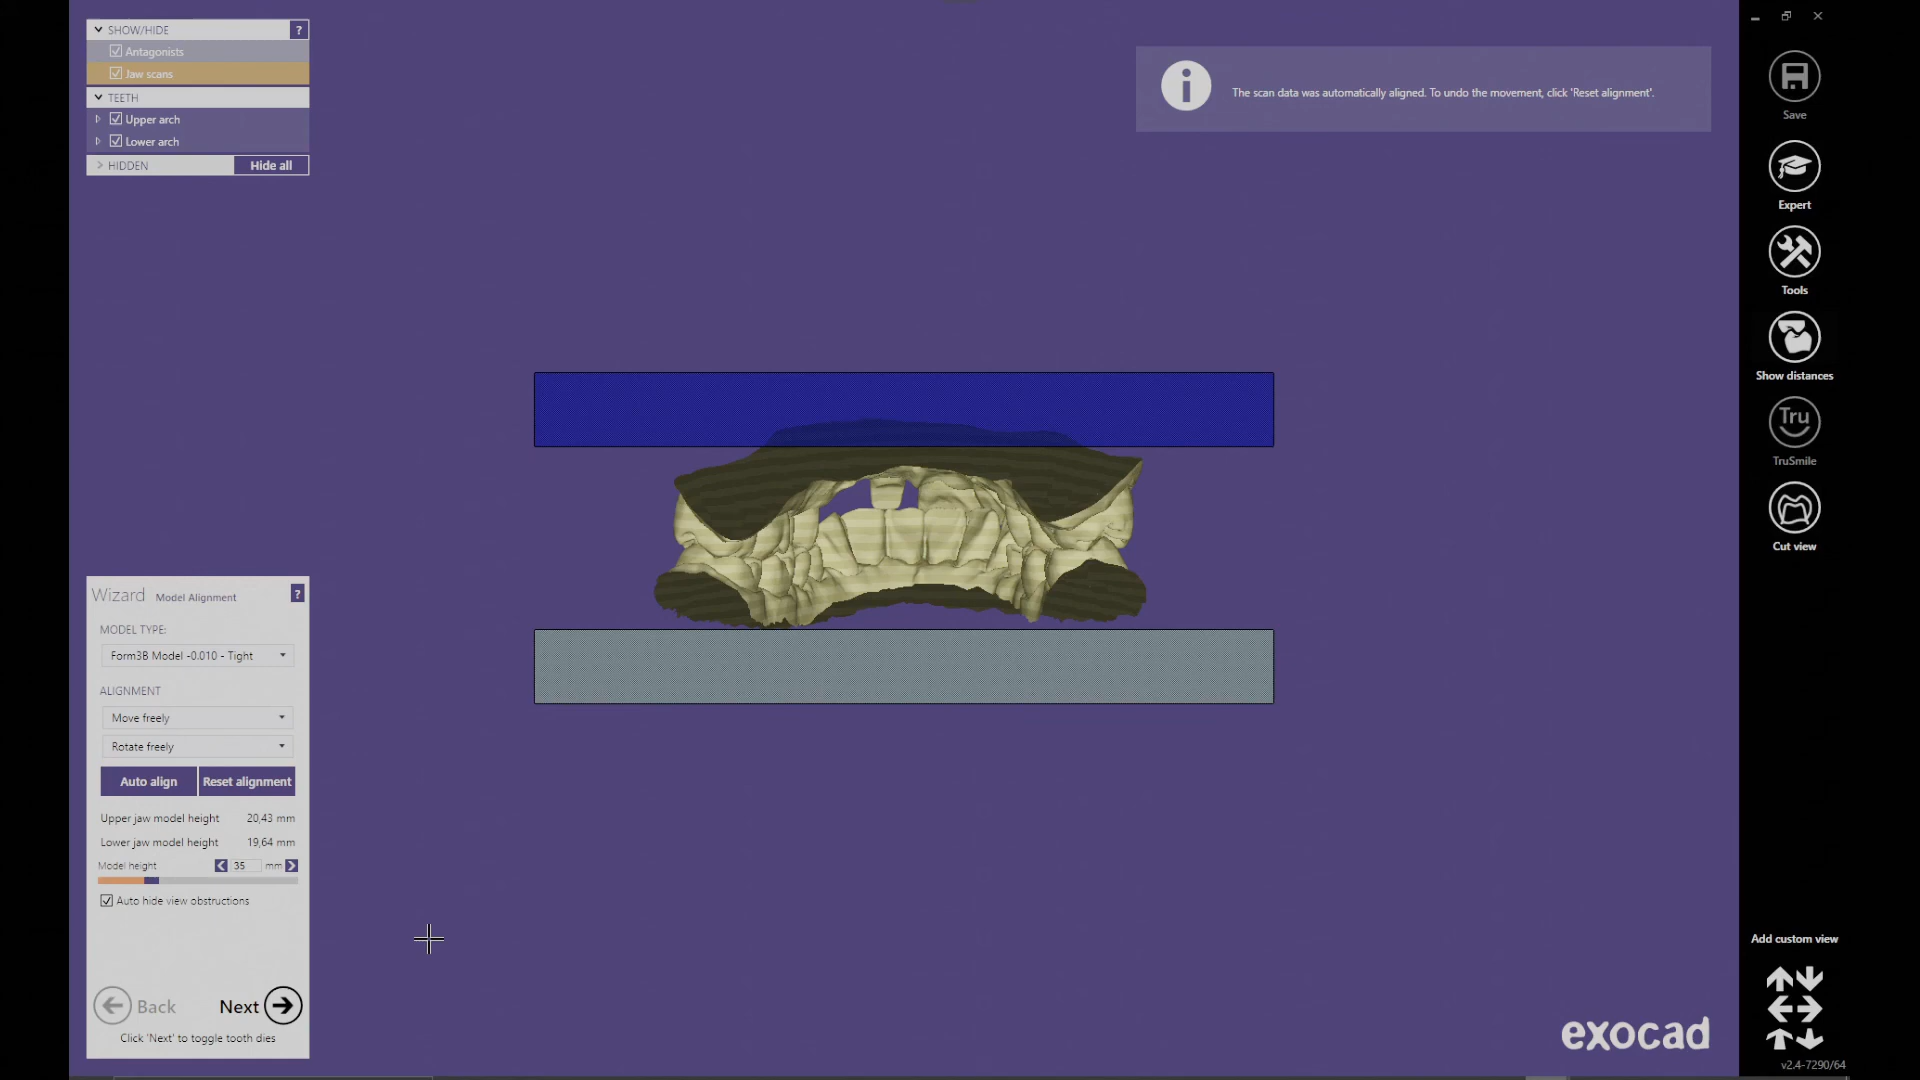 SHOW/HIDE
?
Antagonists
Jaw scans
TEETH
Upper arch
Lower arch
HIDDEN
Hide all
The scan data was automatically aligned. To undo the movement, click 'Reset alignment'.
Save
Expert
Tools
Show distances
Tru
TruSmile
Cut view
Wizard Model Alignment
?
MODEL TYPE:
Form3B Model -0.010 - Tight
ALIGNMENT
Move freely
Rotate freely
Auto align
Reset alignment
Upper jaw model height 20,43 mm
Lower jaw model height 19,64 mm
Model height 35 mm
Auto hide view obstructions
Back
Next
Click 'Next' to toggle tooth dies
Add custom view
exocad
v2.4-7290/64